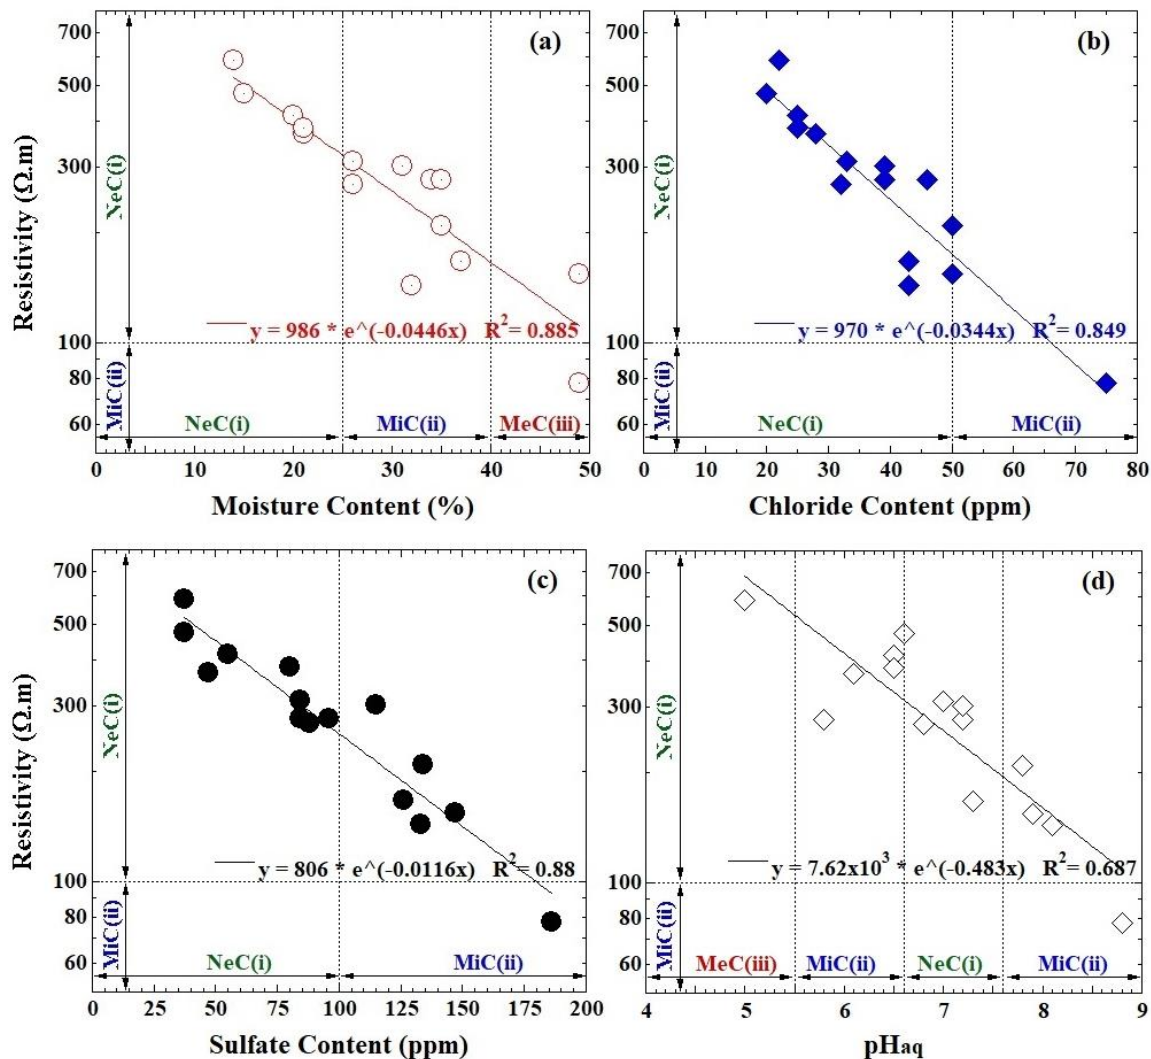 700
500
300
100
80
60
Resistivity (Ω.m)
NeC(i)
MiC(ii)
(a)
y = 986 * e^(-0.0446x) R2= 0.885
NeC(i) MiC(ii) MeC(iii)
0 10 20 30 40 50
Moisture Content (%)
700
500
300
100
80
60
NeC(i)
MiC(ii)
(b)
y = 970 * e^(-0.0344x) R2= 0.849
NeC(i) MiC(ii)
0 10 20 30 40 50 60 70 80
Chloride Content (ppm)
700
500
300
100
80
60
Resistivity (Ω.m)
NeC(i)
MiC(ii)
(c)
y = 806 * e^(-0.0116x) R2= 0.88
NeC(i) MiC(ii)
0 25 50 75 100 125 150 175 200
Sulfate Content (ppm)
700
500
300
100
80
60
NeC(i)
MiC(ii)
(d)
y = 7.62x103 * e^(-0.483x) R2= 0.687
MeC(iii) MiC(ii) NeC(i) MiC(ii)
4 5 6 7 8 9
pHaq